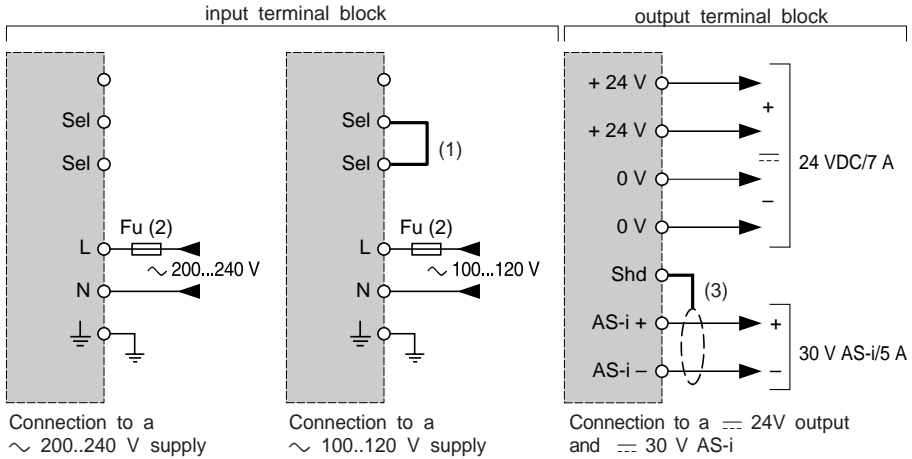 input terminal block
output terminal block
Sel
Sel
L
Fu (2)
∼ 200...240 V
N
Connection to a
∼ 200..240 V supply
Sel
Sel
(1)
L
Fu (2)
∼ 100...120 V
N
Connection to a
∼ 100..120 V supply
+ 24 V
+
+ 24 V
⎓ 24 VDC/7 A
0 V
–
0 V
Shd
(3)
AS-i +
+
30 V AS-i/5 A
AS-i –
–
Connection to a ⎓ 24V output
and ⎓ 30 V AS-i